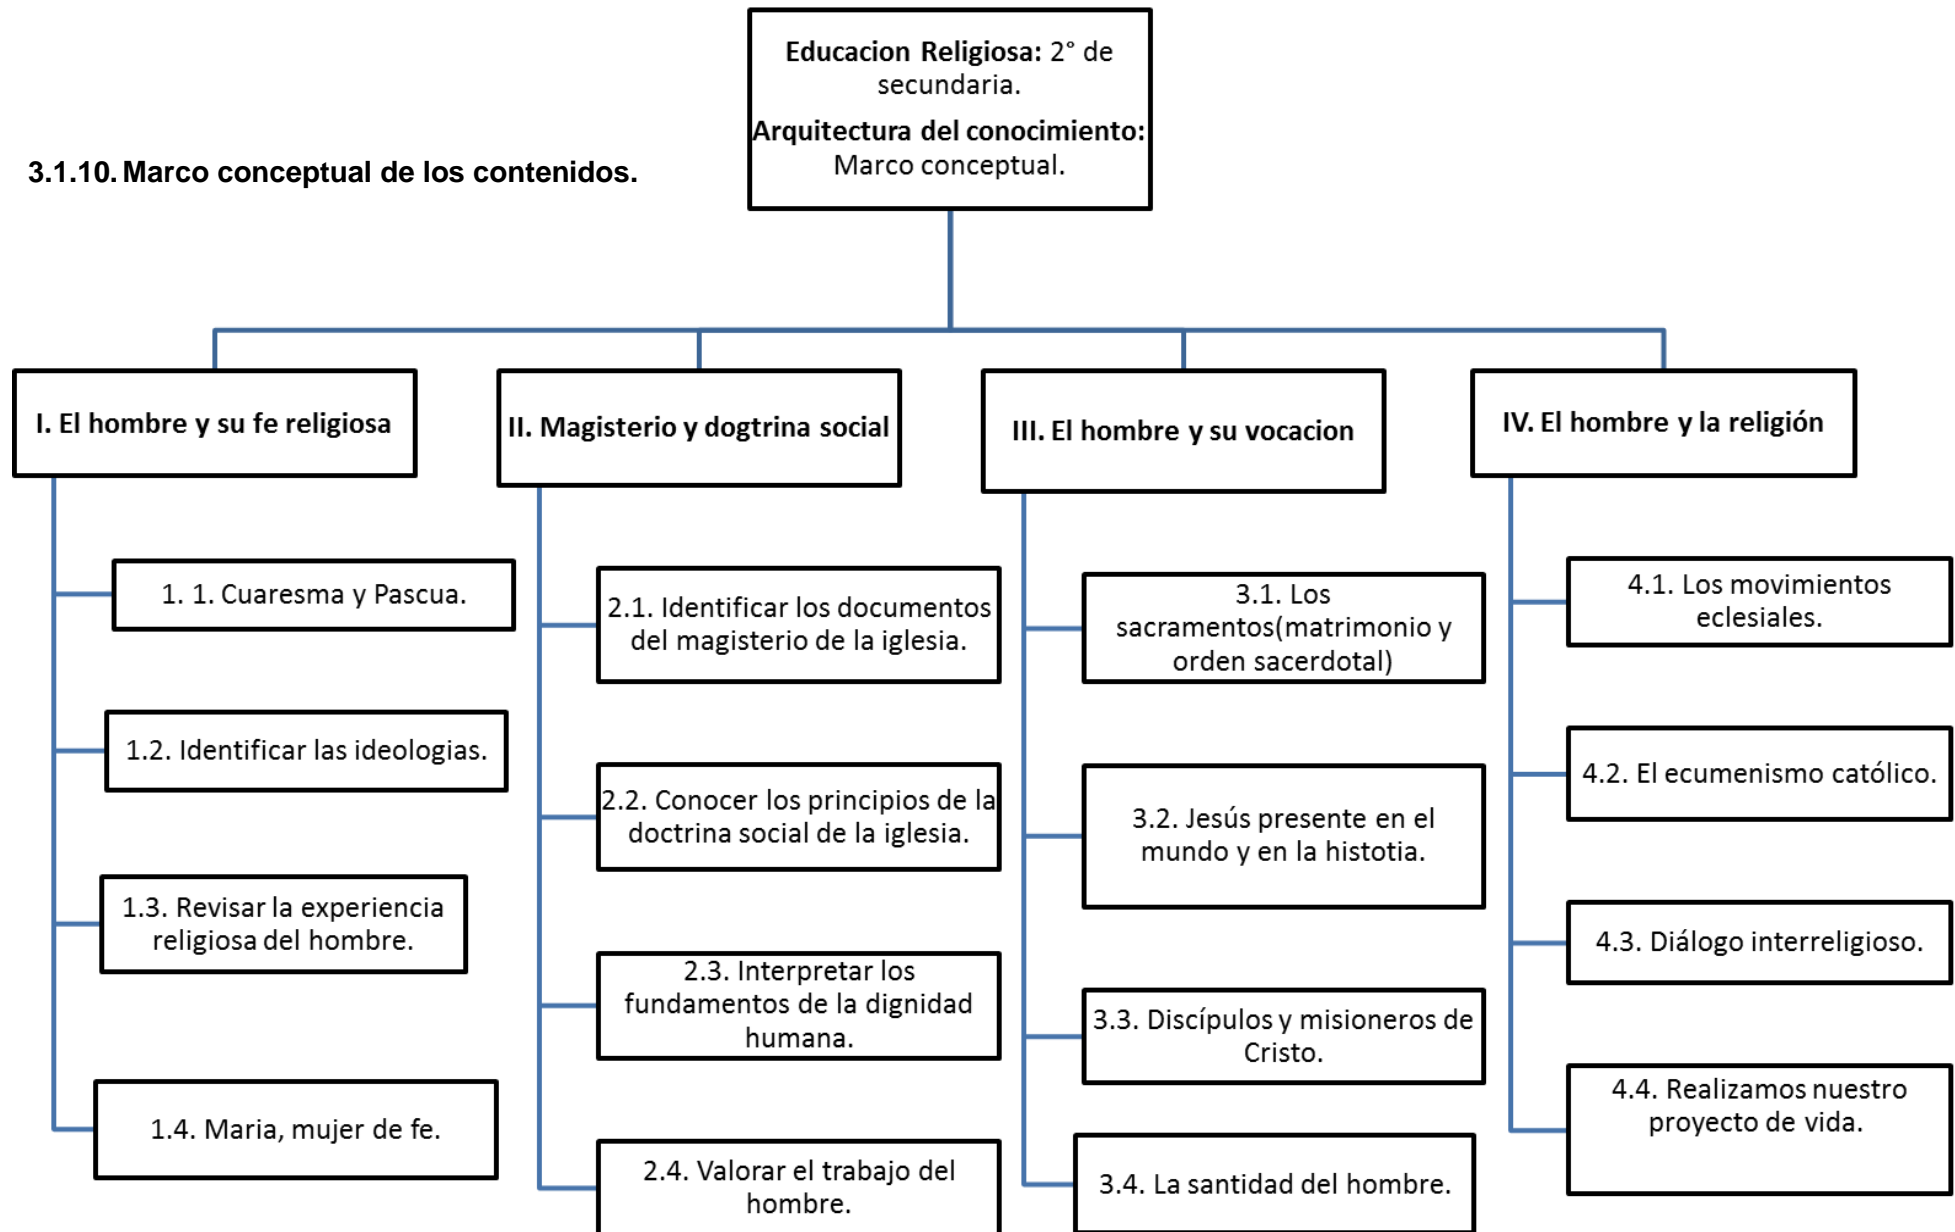 Educacion Religiosa: 2° de
secundaria.
Arquitectura del conocimiento:
Marco conceptual.
3.1.10. Marco conceptual de los contenidos.
I. El hombre y su fe religiosa
1. 1. Cuaresma y Pascua.
1.2. Identificar las ideologias.
1.3. Revisar la experiencia
religiosa del hombre.
1.4. Maria, mujer de fe.
II. Magisterio y dogtrina social
2.1. Identificar los documentos
del magisterio de la iglesia.
2.2. Conocer los principios de la
doctrina social de la iglesia.
2.3. Interpretar los
fundamentos de la dignidad
humana.
2.4. Valorar el trabajo del
hombre.
III. El hombre y su vocacion
3.1. Los
sacramentos(matrimonio y
orden sacerdotal)
3.2. Jesús presente en el
mundo y en la histotia.
3.3. Discípulos y misioneros de
Cristo.
3.4. La santidad del hombre.
IV. El hombre y la religión
4.1. Los movimientos
eclesiales.
4.2. El ecumenismo católico.
4.3. Diálogo interreligioso.
4.4. Realizamos nuestro
proyecto de vida.